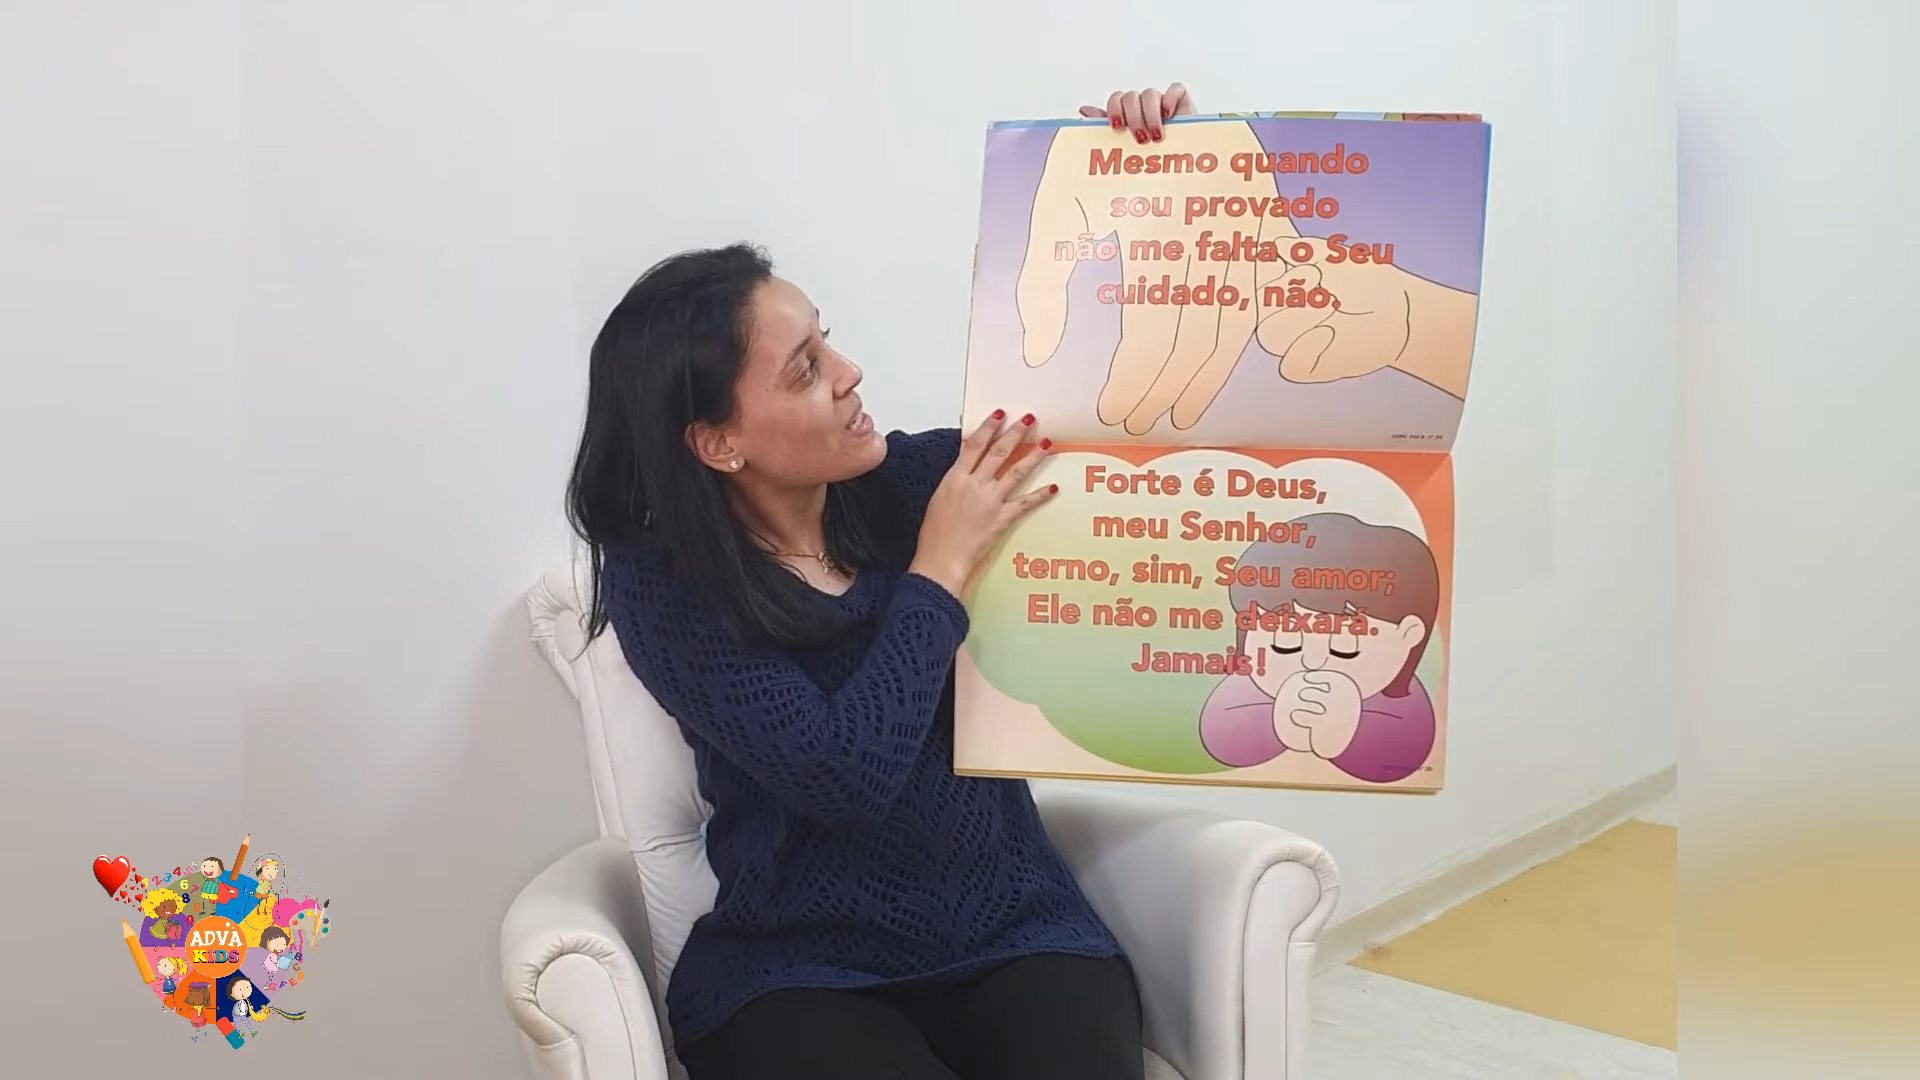 Mesmo quando
sou provado
não me falta o Seu
cuidado, não.
Forte é Deus,
meu Senhor,
terno, sim, Seu amor;
Ele não me deixará.
Jamais!
ADVA
KIDS